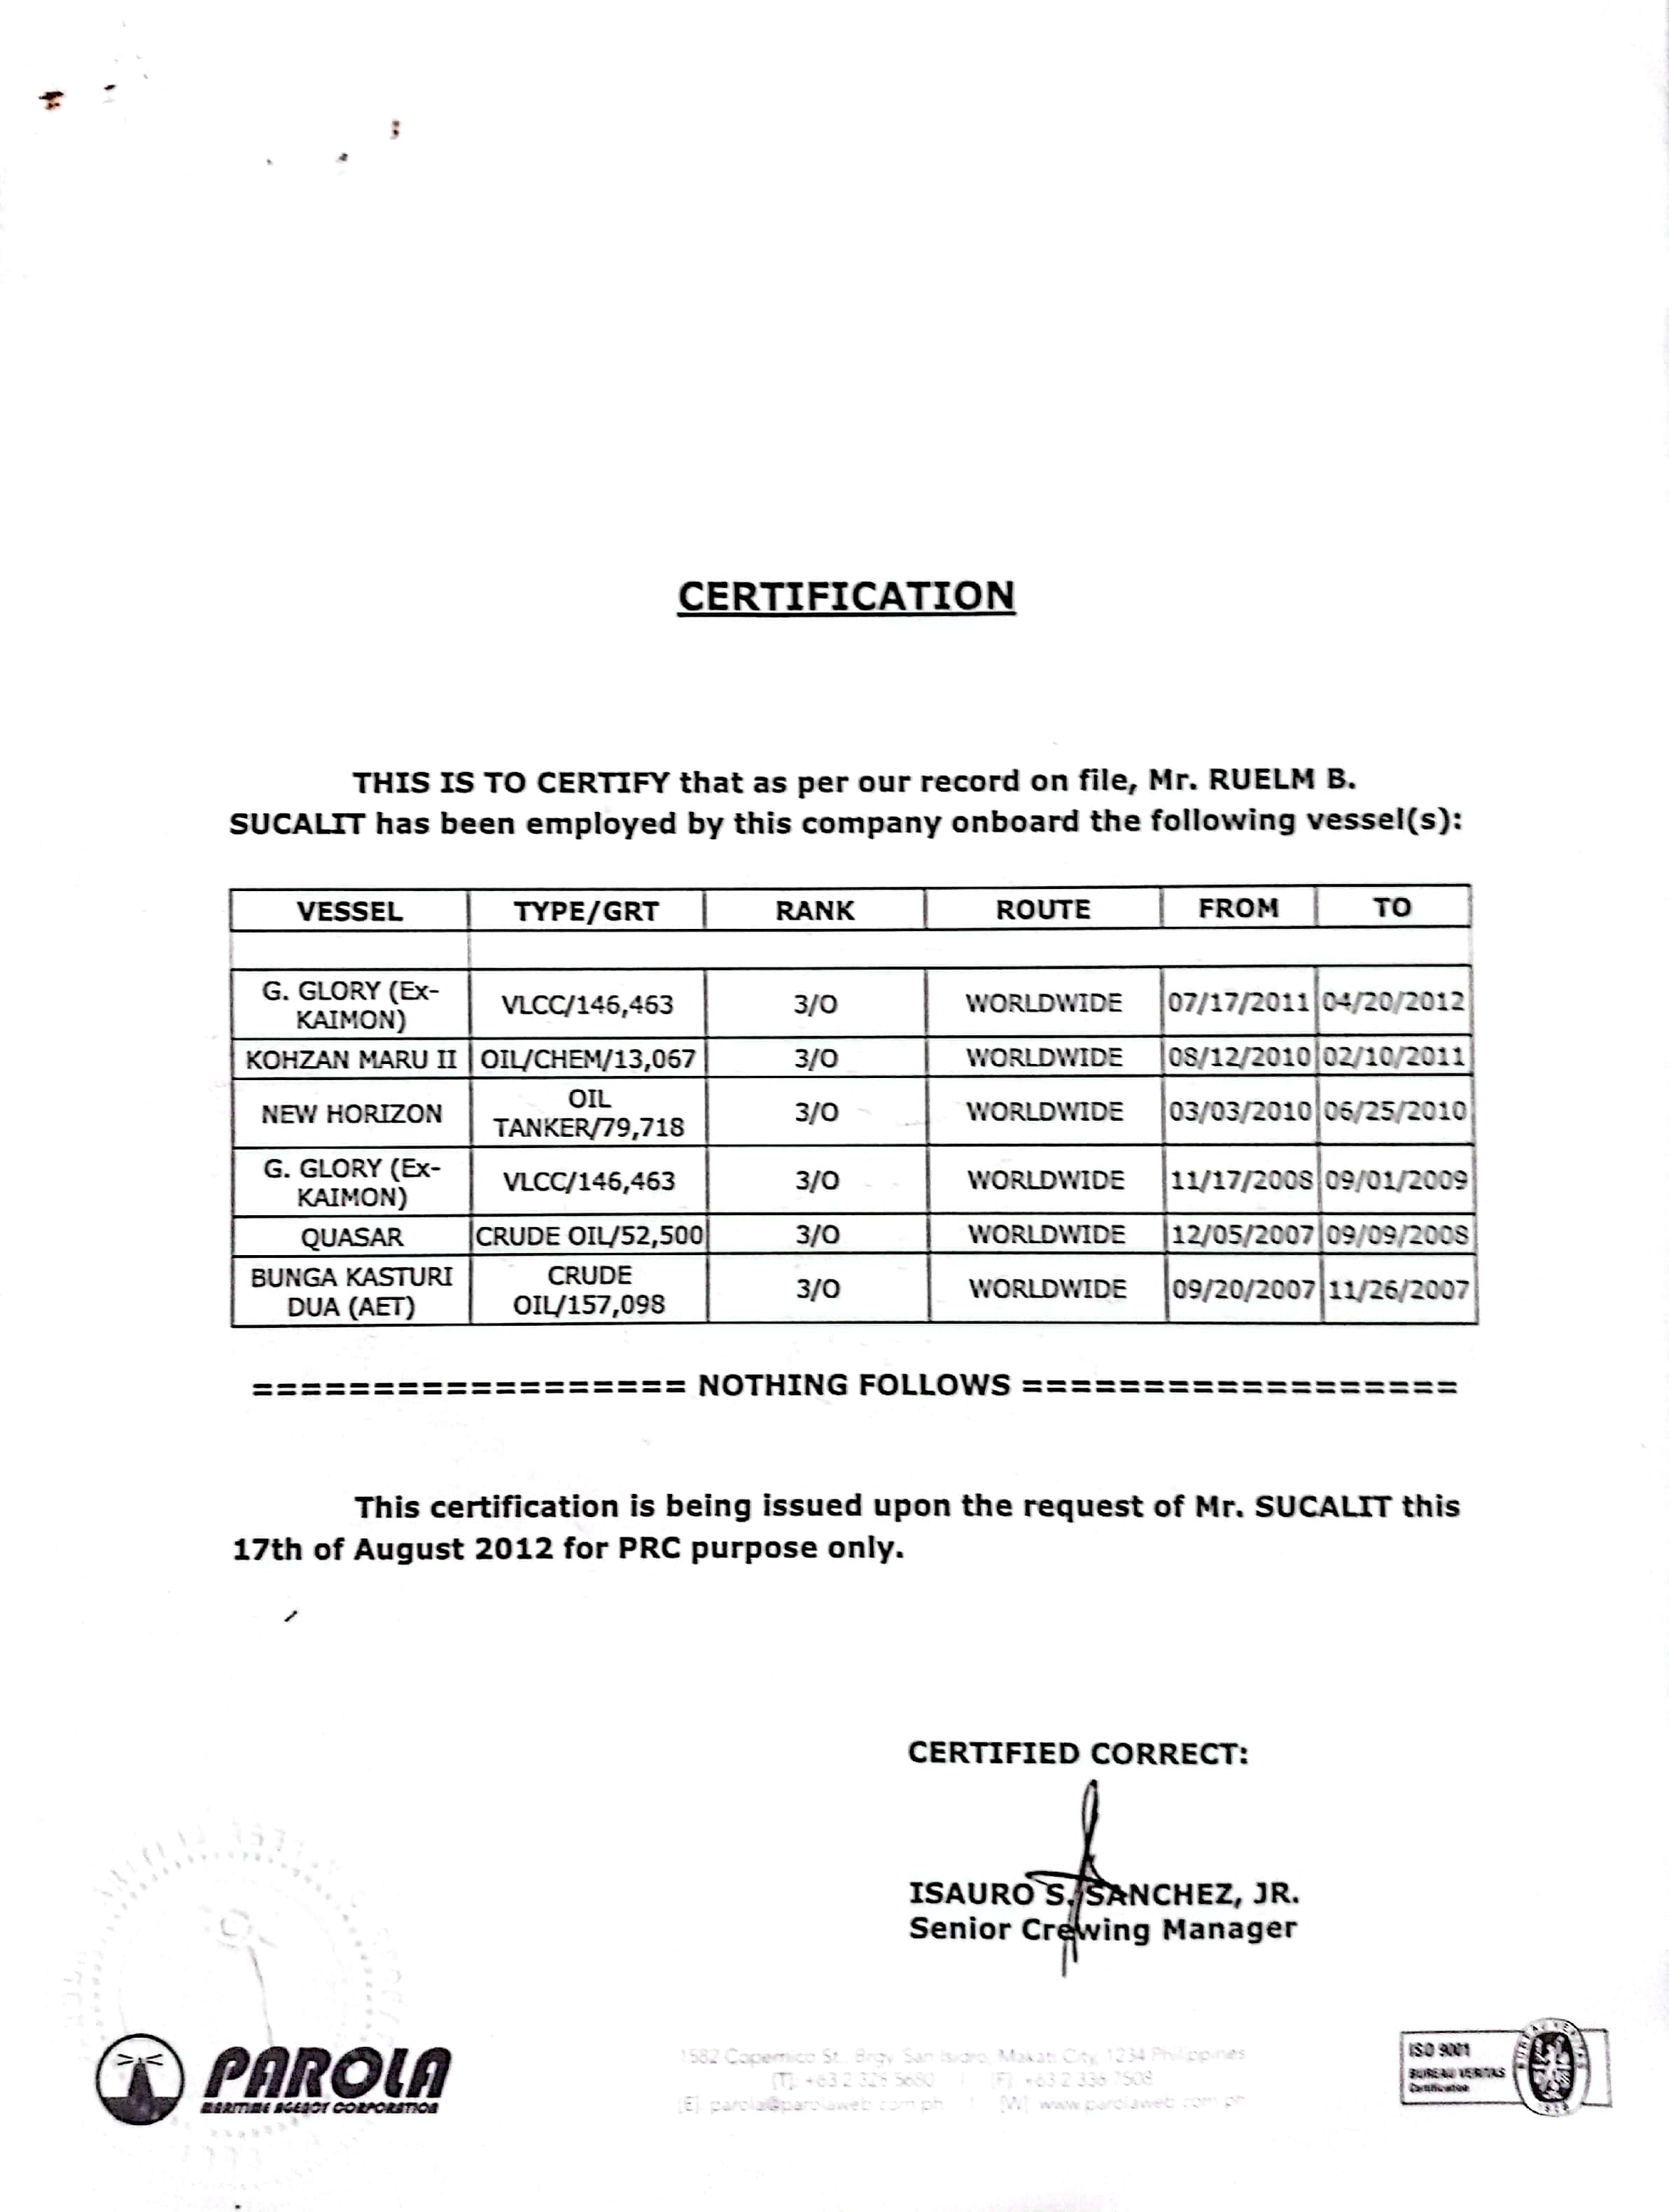 CERTIFICATION
THIS IS TO CERTIFY that as per our record on file, Mr. RUELM B.
SUCALIT has been employed by this company onboard the following vessel(s):
VESSEL TYPE/GRT RANK ROUTE FROM TO
G. GLORY (Ex-KAIMON) VLCC/146,463 3/O WORLDWIDE 07/17/2011 04/20/2012
KOHZAN MARU II OIL/CHEM/13,067 3/O WORLDWIDE 08/12/2010 02/10/2011
NEW HORIZON OIL TANKER/79,718 3/O WORLDWIDE 03/03/2010 06/25/2010
G. GLORY (Ex-KAIMON) VLCC/146,463 3/O WORLDWIDE 11/17/2008 09/01/2009
QUASAR CRUDE OIL/52,500 3/O WORLDWIDE 12/05/2007 09/09/2008
BUNGA KASTURI DUA (AET) CRUDE OIL/157,098 3/O WORLDWIDE 09/20/2007 11/26/2007
================== NOTHING FOLLOWS ==================
This certification is being issued upon the request of Mr. SUCALIT this
17th of August 2012 for PRC purpose only.
CERTIFIED CORRECT:
ISAURO S. SANCHEZ, JR.
Senior Crewing Manager
PAROLA
MARITIME AGENCY CORPORATION
1582 Copernico St., Brgy. San Isidro, Makati City, 1234 Philippines
[T] +63 2 328 5680 | [F] +63 2 336 7508
[E] parola@parolaweb.com.ph | [W] www.parolaweb.com.ph
ISO 9001
BUREAU VERITAS
Certification
BUREAU VERITAS
1828